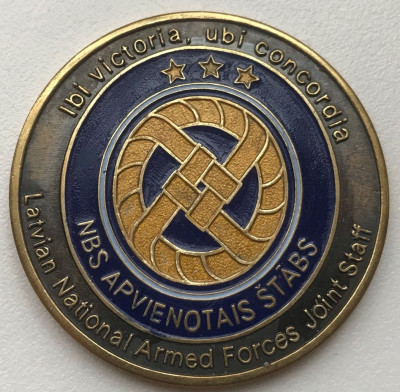 Ibi victoria, ubi concordia
NBS APVIENOTAIS ŠTĀBS
Latvian National Armed Forces Joint Staff